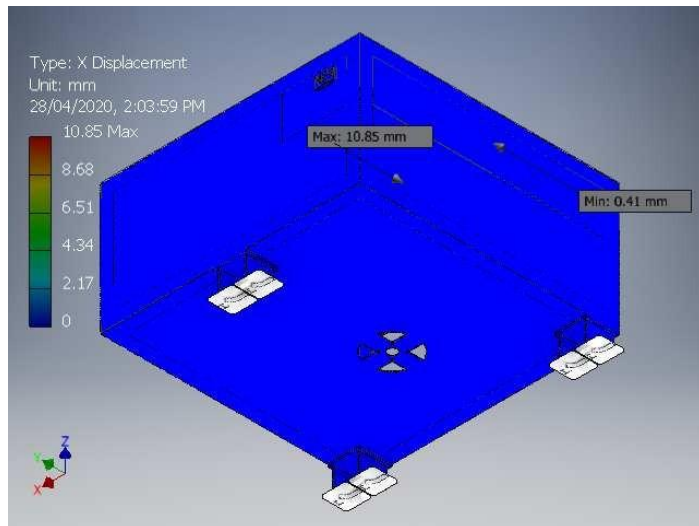 Type: X Displacement
Unit: mm
28/04/2020, 2:03:59 PM
10.85 Max
8.68
6.51
4.34
2.17
0
Max: 10.85 mm
Min: 0.41 mm
Z
Y
X